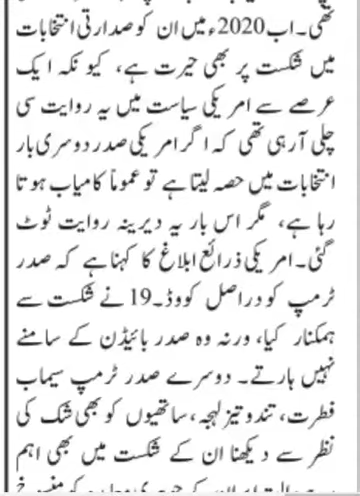 تھی۔ اب 2020ء میں ان کو صدارتی انتخابات
میں شکست پر بھی حیرت ہے، کیونکہ ایک
عرصے سے امریکی سیاست میں یہ روایت سی
چلی آرہی تھی کہ اگر امریکی صدر دوسری بار
انتخابات میں حصہ لیتا ہے تو عموماً کامیاب ہوتا
رہا ہے، مگر اس بار یہ دیرینہ روایت ٹوٹ
گئی۔ امریکی ذرائع ابلاغ کا کہنا ہے کہ صدر
ٹرمپ کو دراصل کووڈ۔19 نے شکست سے
ہمکنار کیا، ورنہ وہ صدر بائیڈن کے سامنے
نہیں ہارتے۔ دوسرے صدر ٹرمپ سیماب
فطرت، تند و تیز لہجہ، ساتھیوں کو بھی شک کی
نظر سے دیکھنا ان کے شکست میں بھی اہم